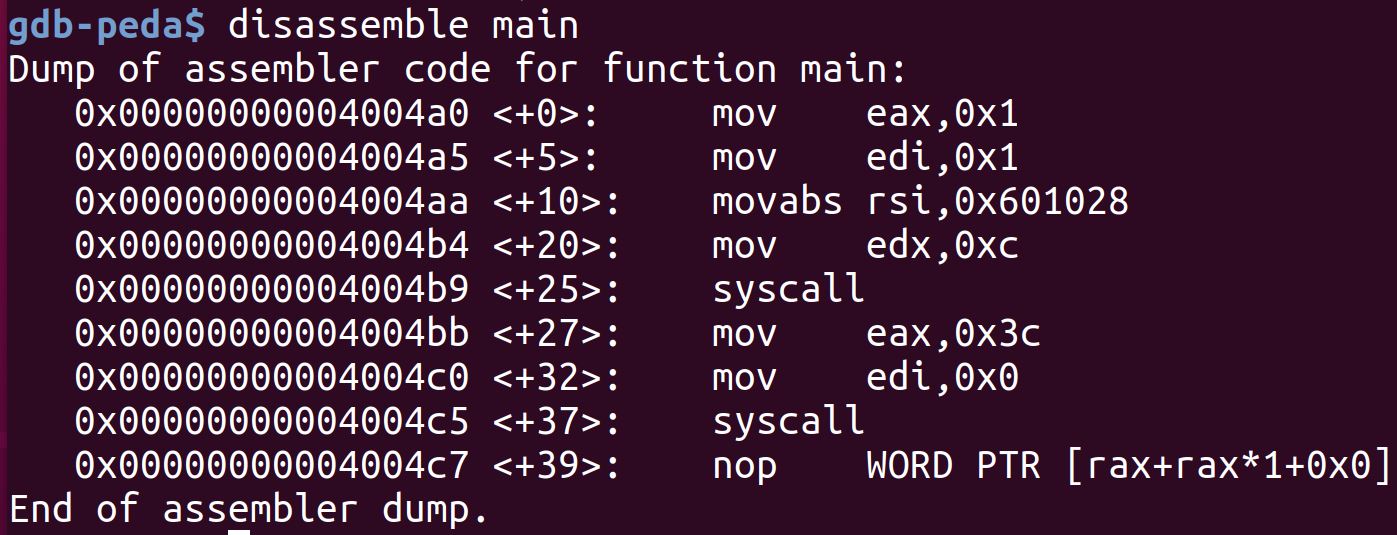 gdb-peda$ disassemble main
Dump of assembler code for function main:
   0x00000000004004a0 <+0>:     mov    eax,0x1
   0x00000000004004a5 <+5>:     mov    edi,0x1
   0x00000000004004aa <+10>:    movabs rsi,0x601028
   0x00000000004004b4 <+20>:    mov    edx,0xc
   0x00000000004004b9 <+25>:    syscall
   0x00000000004004bb <+27>:    mov    eax,0x3c
   0x00000000004004c0 <+32>:    mov    edi,0x0
   0x00000000004004c5 <+37>:    syscall
   0x00000000004004c7 <+39>:    nop    WORD PTR [rax+rax*1+0x0]
End of assembler dump.